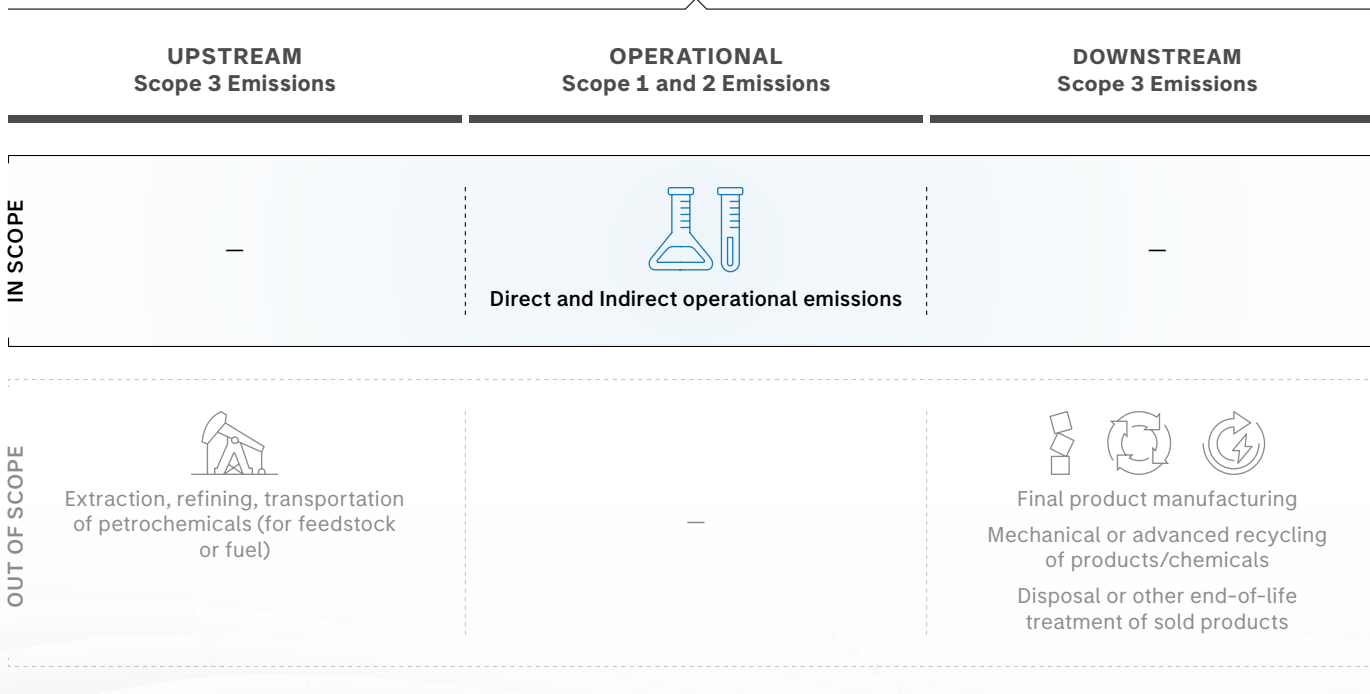 UPSTREAM
Scope 3 Emissions
OPERATIONAL
Scope 1 and 2 Emissions
DOWNSTREAM
Scope 3 Emissions
IN SCOPE
—
Direct and Indirect operational emissions
—
OUT OF SCOPE
Extraction, refining, transportation
of petrochemicals (for feedstock
or fuel)
—
Final product manufacturing
Mechanical or advanced recycling
of products/chemicals
Disposal or other end-of-life
treatment of sold products